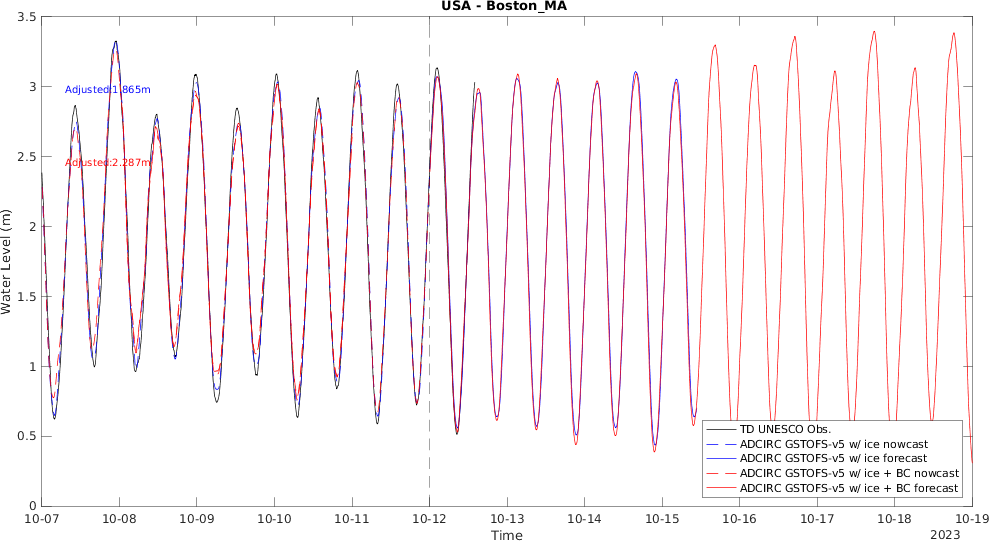 USA - Boston_MA
3.5
3
2.5
2
1.5
1
0.5
0
Water Level (m)
Adjusted:1.865m
Adjusted:2.287m
TD UNESCO Obs.
ADCIRC GSTOFS-v5 w/ ice nowcast
ADCIRC GSTOFS-v5 w/ ice forecast
ADCIRC GSTOFS-v5 w/ ice + BC nowcast
ADCIRC GSTOFS-v5 w/ ice + BC forecast
10-07 10-08 10-09 10-10 10-11 10-12 10-13 10-14 10-15 10-16 10-17 10-18 10-19
Time
2023